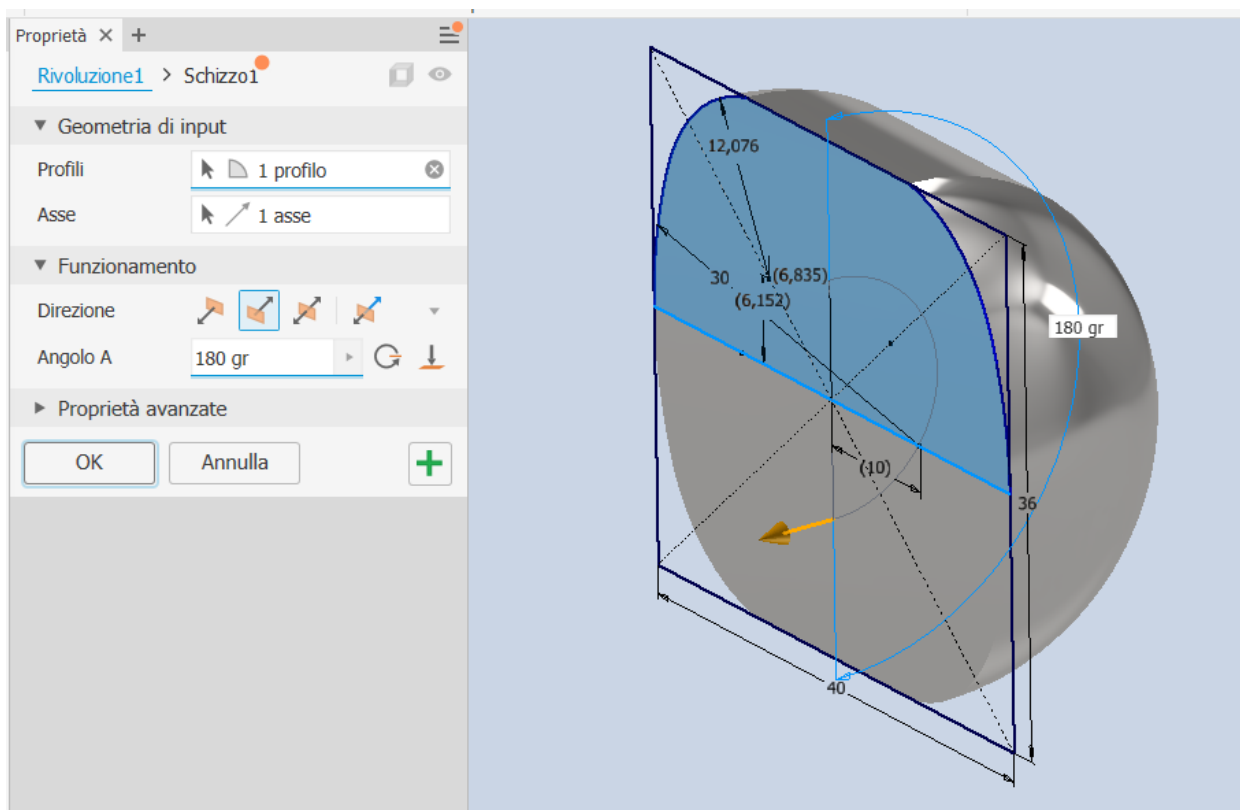 Proprietà × +
Rivoluzione1 > Schizzo1
Geometria di input
Profili 1 profilo
Asse 1 asse
Funzionamento
Direzione
Angolo A 180 gr
Proprietà avanzate
OK Annulla
12,076
30
(6,835)
(6,152)
180 gr
(10)
36
40